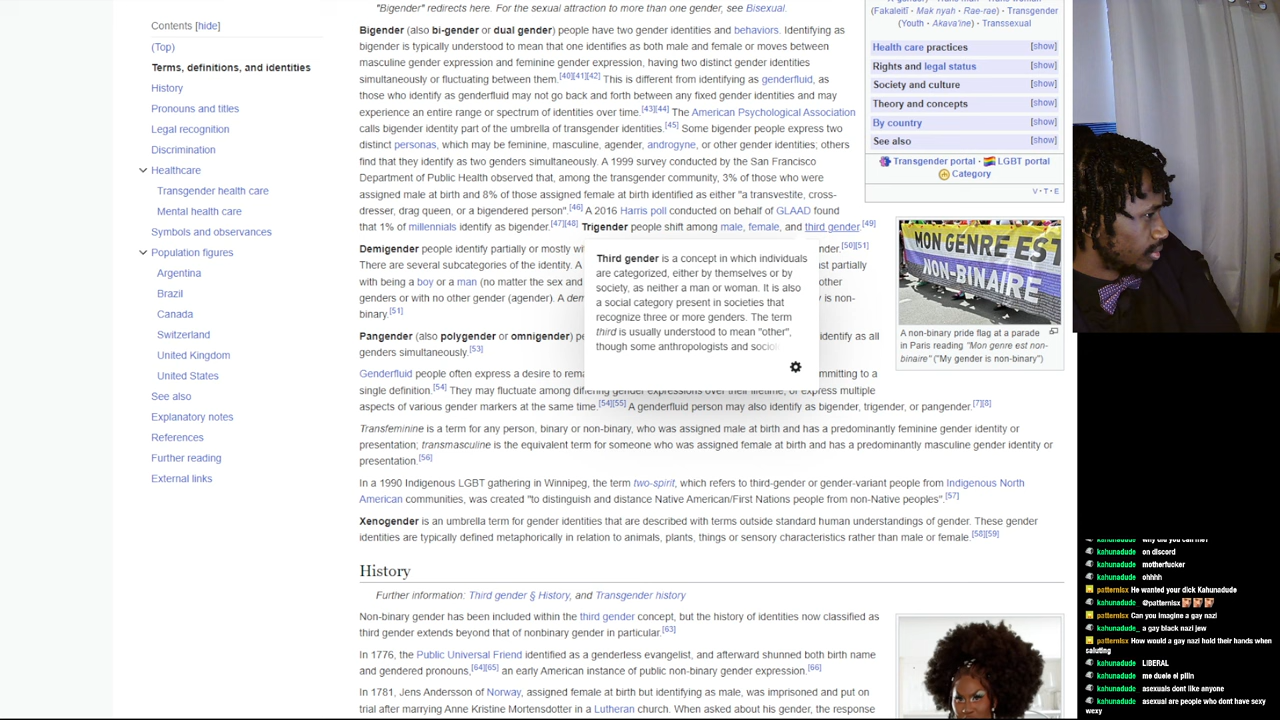 Contents [hide]
(Top)
Terms, definitions, and identities
History
Pronouns and titles
Legal recognition
Discrimination
Healthcare
Transgender health care
Mental health care
Symbols and observances
Population figures
Argentina
Brazil
Canada
Switzerland
United Kingdom
United States
See also
Explanatory notes
References
Further reading
External links
"Bigender" redirects here. For the sexual attraction to more than one gender, see Bisexual.
Bigender (also bi-gender or dual gender) people have two gender identities and behaviors. Identifying as
bigender is typically understood to mean that one identifies as both male and female or moves between
masculine gender expression and feminine gender expression, having two distinct gender identities
simultaneously or fluctuating between them.[40][41][42] This is different from identifying as genderfluid, as
those who identify as genderfluid may not go back and forth between any fixed gender identities and may
experience an entire range or spectrum of identities over time.[43][44] The American Psychological Association
calls bigender identity part of the umbrella of transgender identities.[45] Some bigender people express two
distinct personas, which may be feminine, masculine, agender, androgyne, or other gender identities; others
find that they identify as two genders simultaneously. A 1999 survey conducted by the San Francisco
Department of Public Health observed that, among the transgender community, 3% of those who were
assigned male at birth and 8% of those assigned female at birth identified as either "a transvestite, cross-
dresser, drag queen, or a bigendered person".[46] A 2016 Harris poll conducted on behalf of GLAAD found
that 1% of millennials identify as bigender.[47][48] Trigender people shift among male, female, and third gender.[49]
Demigender people identify partially or mostly wi nder.[50][51]
There are several subcategories of the identity. A ast partially
with being a boy or a man (no matter the sex and other
genders or with no other gender (agender). A dem y is non-
binary.[51]
Pangender (also polygender or omnigender) pe identify as all
genders simultaneously.[53]
Genderfluid people often express a desire to rema mmitting to a
single definition.[54] They may fluctuate among differing gender expressions over their lifetime, or express multiple
aspects of various gender markers at the same time.[54][55] A genderfluid person may also identify as bigender, trigender, or pangender.[7][8]
Transfeminine is a term for any person, binary or non-binary, who was assigned male at birth and has a predominantly feminine gender identity or
presentation; transmasculine is the equivalent term for someone who was assigned female at birth and has a predominantly masculine gender identity or
presentation.[56]
In a 1990 Indigenous LGBT gathering in Winnipeg, the term two-spirit, which refers to third-gender or gender-variant people from Indigenous North
American communities, was created "to distinguish and distance Native American/First Nations people from non-Native peoples".[57]
Xenogender is an umbrella term for gender identities that are described with terms outside standard human understandings of gender. These gender
identities are typically defined metaphorically in relation to animals, plants, things or sensory characteristics rather than male or female.[58][59]
History
Further information: Third gender § History, and Transgender history
Non-binary gender has been included within the third gender concept, but the history of identities now classified as
third gender extends beyond that of nonbinary gender in particular.[63]
In 1776, the Public Universal Friend identified as a genderless evangelist, and afterward shunned both birth name
and gendered pronouns,[64][65] an early American instance of public non-binary gender expression.[66]
In 1781, Jens Andersson of Norway, assigned female at birth but identifying as male, was imprisoned and put on
trial after marrying Anne Kristine Mortensdotter in a Lutheran church. When asked about his gender, the response
Third gender is a concept in which individuals
are categorized, either by themselves or by
society, as neither a man or woman. It is also
a social category present in societies that
recognize three or more genders. The term
third is usually understood to mean "other",
though some anthropologists and sociol
(Fakaleitī • Mak nyah • Rae-rae) • Transgender
(Youth • Akava'ine) • Transsexual
Health care practices [show]
Rights and legal status [show]
Society and culture [show]
Theory and concepts [show]
By country [show]
See also [show]
Transgender portal • LGBT portal
Category
V • T • E
MON GENRE EST
NON-BINAIRE
A non-binary pride flag at a parade
in Paris reading "Mon genre est non-
binaire" ("My gender is non-binary")
kahunadude why did you call me?
kahunadude on discord
kahunadude motherfucker
kahunadude ohhhh
patternisx He wanted your dick Kahunadude
kahunadude @patternisx
patternisx Can you imagine a gay nazi
kahunadude_ a gay black nazi jew
patternisx How would a gay nazi hold their hands when
saluting
kahunadude LIBERAL
kahunadude me duele el pilin
kahunadude asexuals dont like anyone
kahunadude asexual are people who dont have sexy
wexy